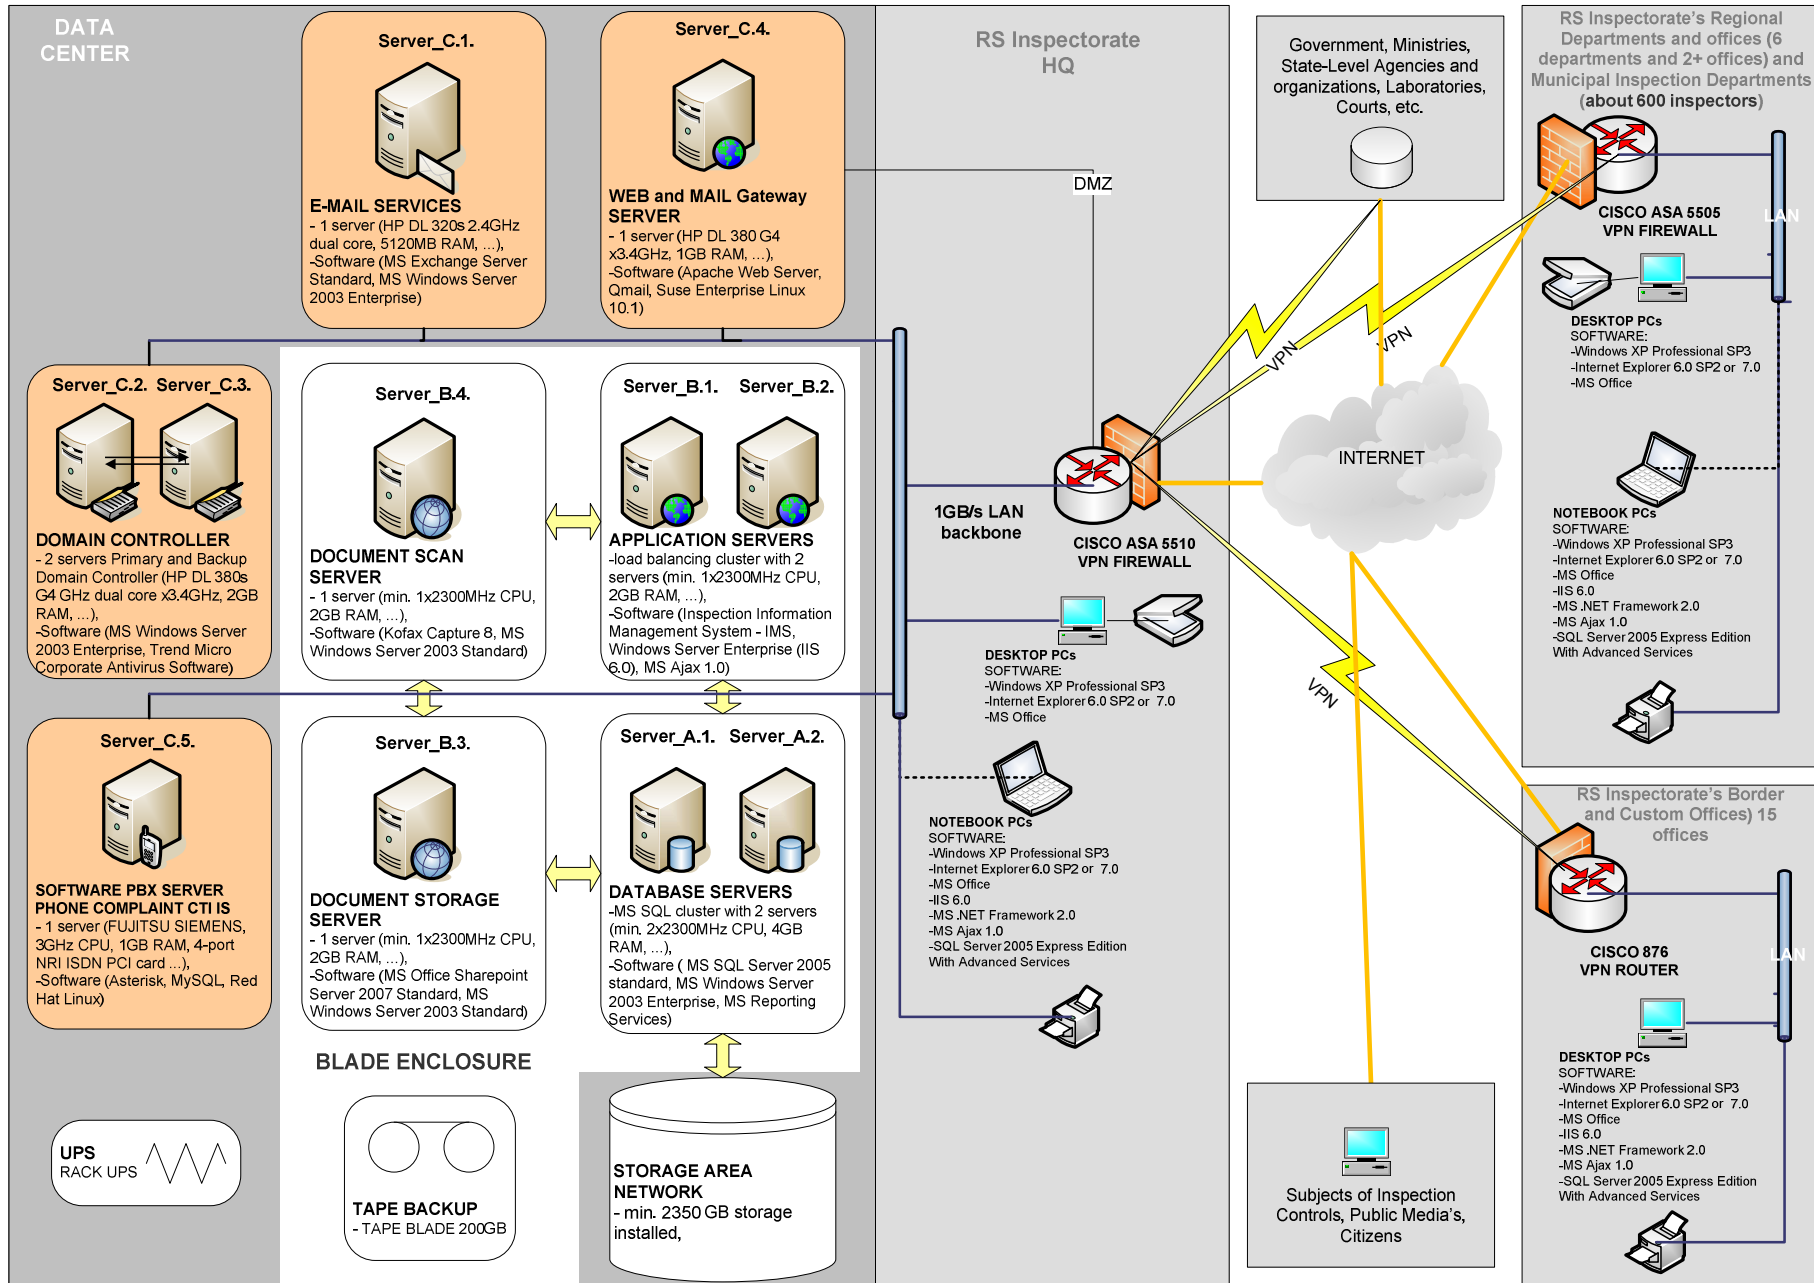 DATA
CENTER
Server_C.1.
E-MAIL SERVICES
- 1 server (HP DL 320s 2.4GHz
dual core, 5120MB RAM, ...),
-Software (MS Exchange Server
Standard, MS Windows Server
2003 Enterprise)
Server_C.4.
WEB and MAIL Gateway
SERVER
- 1 server (HP DL 380 G4
x3.4GHz, 1GB RAM, ...),
-Software (Apache Web Server,
Qmail, Suse Enterprise Linux
10.1)
Server_C.2. Server_C.3.
DOMAIN CONTROLLER
- 2 servers Primary and Backup
Domain Controller (HP DL 380s
G4 GHz dual core x3.4GHz, 2GB
RAM, ...),
-Software (MS Windows Server
2003 Enterprise, Trend Micro
Corporate Antivirus Software)
Server_B.4.
DOCUMENT SCAN
SERVER
- 1 server (min. 1x2300MHz CPU,
2GB RAM, ...),
-Software (Kofax Capture 8, MS
Windows Server 2003 Standard)
Server_B.1. Server_B.2.
APPLICATION SERVERS
-load balancing cluster with 2
servers (min. 1x2300MHz CPU,
2GB RAM, ...),
-Software (Inspection Information
Management System - IMS,
Windows Server Enterprise (IIS
6.0), MS Ajax 1.0)
Server_C.5.
SOFTWARE PBX SERVER
PHONE COMPLAINT CTI IS
- 1 server (FUJITSU SIEMENS,
3GHz CPU, 1GB RAM, 4-port
NRI ISDN PCI card ...),
-Software (Asterisk, MySQL, Red
Hat Linux)
Server_B.3.
DOCUMENT STORAGE
SERVER
- 1 server (min. 1x2300MHz CPU,
2GB RAM, ...),
-Software (MS Office Sharepoint
Server 2007 Standard, MS
Windows Server 2003 Standard)
Server_A.1. Server_A.2.
DATABASE SERVERS
-MS SQL cluster with 2 servers
(min. 2x2300MHz CPU, 4GB
RAM, ...),
-Software ( MS SQL Server 2005
standard, MS Windows Server
2003 Enterprise, MS Reporting
Services)
BLADE ENCLOSURE
UPS
RACK UPS
TAPE BACKUP
- TAPE BLADE 200GB
STORAGE AREA
NETWORK
- min. 2350 GB storage
installed,
RS Inspectorate
HQ
DMZ
1GB/s LAN
backbone
CISCO ASA 5510
VPN FIREWALL
DESKTOP PCs
SOFTWARE:
-Windows XP Professional SP3
-Internet Explorer 6.0 SP2 or 7.0
-MS Office
NOTEBOOK PCs
SOFTWARE:
-Windows XP Professional SP3
-Internet Explorer 6.0 SP2 or 7.0
-MS Office
-IIS 6.0
-MS .NET Framework 2.0
-MS Ajax 1.0
-SQL Server 2005 Express Edition
With Advanced Services
Government, Ministries,
State-Level Agencies and
organizations, Laboratories,
Courts, etc.
VPN
VPN
INTERNET
VPN
Subjects of Inspection
Controls, Public Media's,
Citizens
RS Inspectorate's Regional
Departments and offices (6
departments and 2+ offices) and
Municipal Inspection Departments
(about 600 inspectors)
CISCO ASA 5505
VPN FIREWALL
LAN
DESKTOP PCs
SOFTWARE:
-Windows XP Professional SP3
-Internet Explorer 6.0 SP2 or 7.0
-MS Office
NOTEBOOK PCs
SOFTWARE:
-Windows XP Professional SP3
-Internet Explorer 6.0 SP2 or 7.0
-MS Office
-IIS 6.0
-MS .NET Framework 2.0
-MS Ajax 1.0
-SQL Server 2005 Express Edition
With Advanced Services
RS Inspectorate's Border
and Custom Offices) 15
offices
CISCO 876
VPN ROUTER
LAN
DESKTOP PCs
SOFTWARE:
-Windows XP Professional SP3
-Internet Explorer 6.0 SP2 or 7.0
-MS Office
-IIS 6.0
-MS .NET Framework 2.0
-MS Ajax 1.0
-SQL Server 2005 Express Edition
With Advanced Services